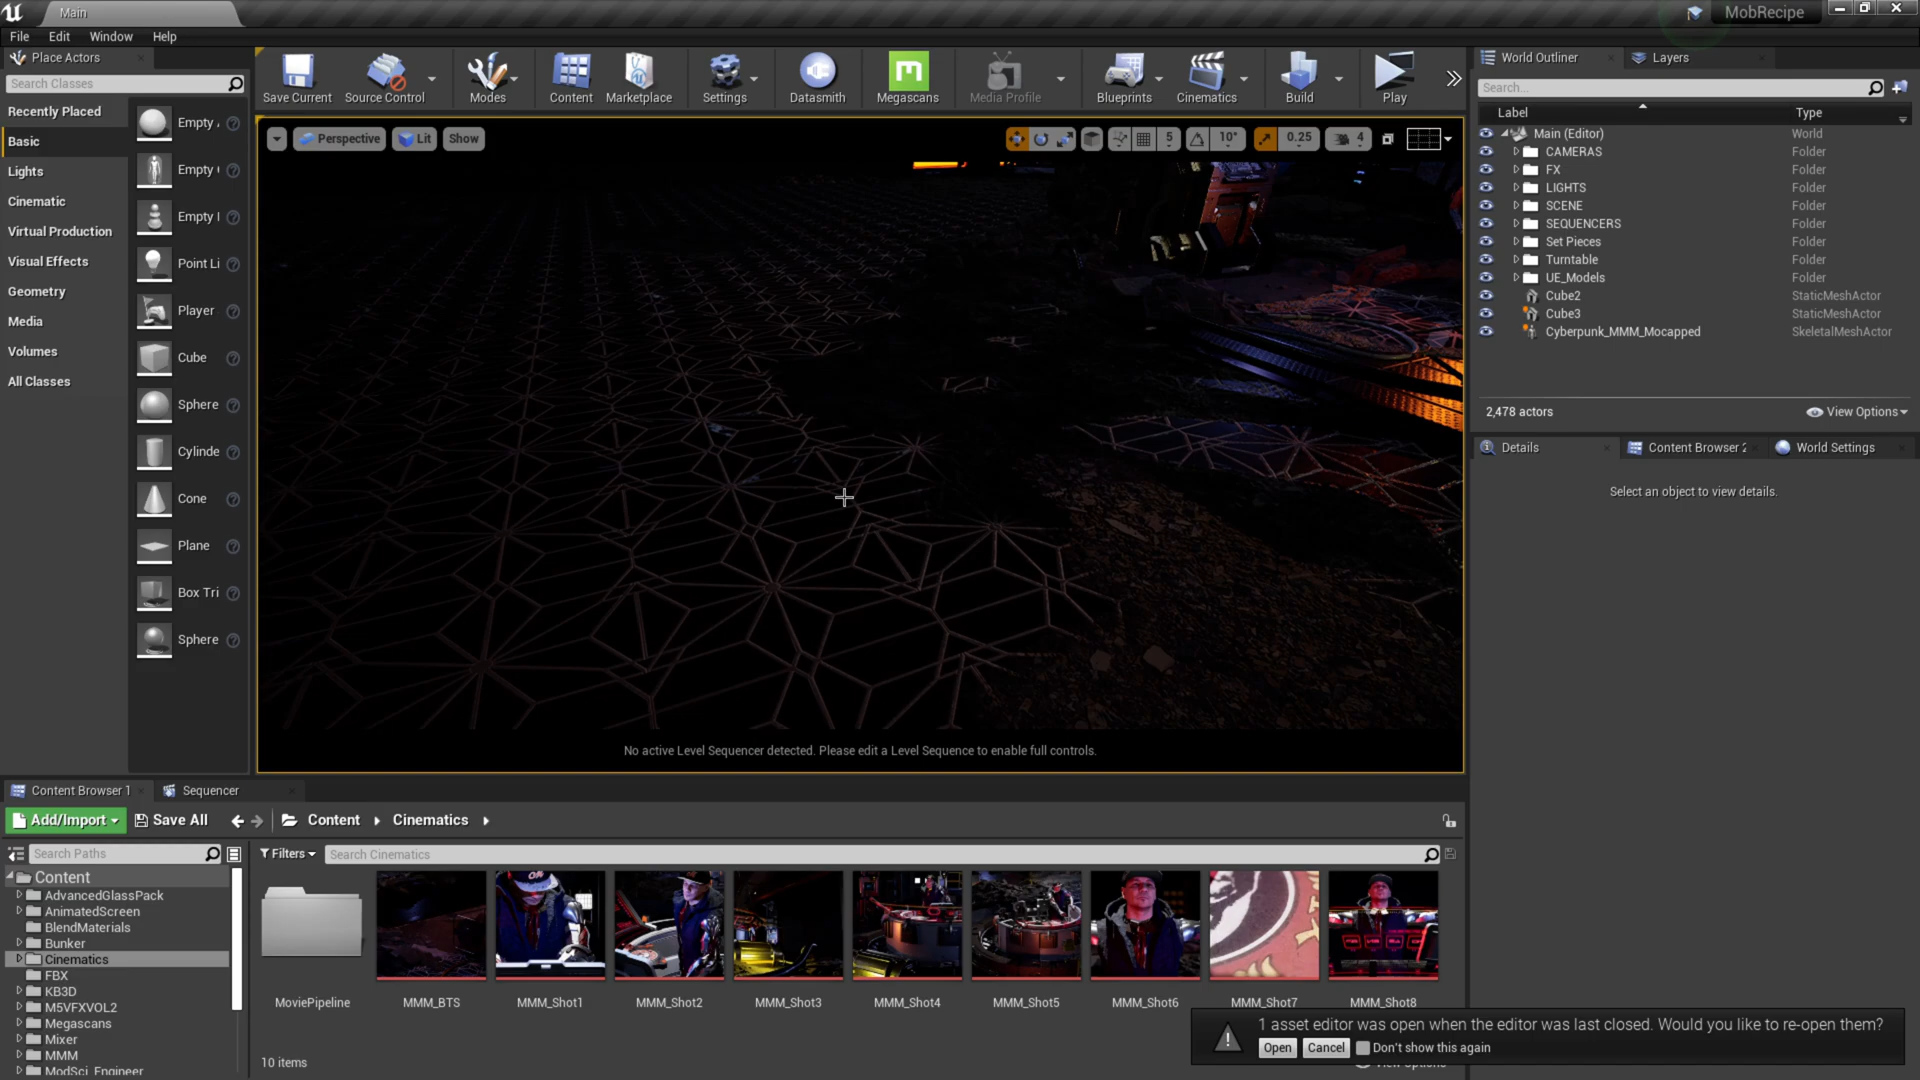 Main
MobRecipe
File Edit Window Help
Place Actors
Search Classes
Recently Placed
Basic
Lights
Cinematic
Virtual Production
Visual Effects
Geometry
Media
Volumes
All Classes
Empty
Empty
Empty
Point Li
Player
Cube
Sphere
Cylinde
Cone
Plane
Box Tri
Sphere
Save Current Source Control Modes Content Marketplace Settings Datasmith Megascans Media Profile Blueprints Cinematics Build Play
Perspective Lit Show
5 10° 0.25 4
No active Level Sequencer detected. Please edit a Level Sequence to enable full controls.
World Outliner Layers
Search...
Label Type
Main (Editor) World
CAMERAS Folder
FX Folder
LIGHTS Folder
SCENE Folder
SEQUENCERS Folder
Set Pieces Folder
Turntable Folder
UE_Models Folder
Cube2 StaticMeshActor
Cube3 StaticMeshActor
Cyberpunk_MMM_Mocapped SkeletalMeshActor
2,478 actors View Options
Details Content Browser 2 World Settings
Select an object to view details.
Content Browser 1 Sequencer
Add/Import Save All Content Cinematics
Search Paths
Filters Search Cinematics
Content
AdvancedGlassPack
AnimatedScreen
BlendMaterials
Bunker
Cinematics
FBX
KB3D
M5VFXVOL2
Megascans
Mixer
MMM
ModSci_Engineer
MoviePipeline MMM_BTS MMM_Shot1 MMM_Shot2 MMM_Shot3 MMM_Shot4 MMM_Shot5 MMM_Shot6 MMM_Shot7 MMM_Shot8
10 items
1 asset editor was open when the editor was last closed. Would you like to re-open them?
Open Cancel Don't show this again
View Options